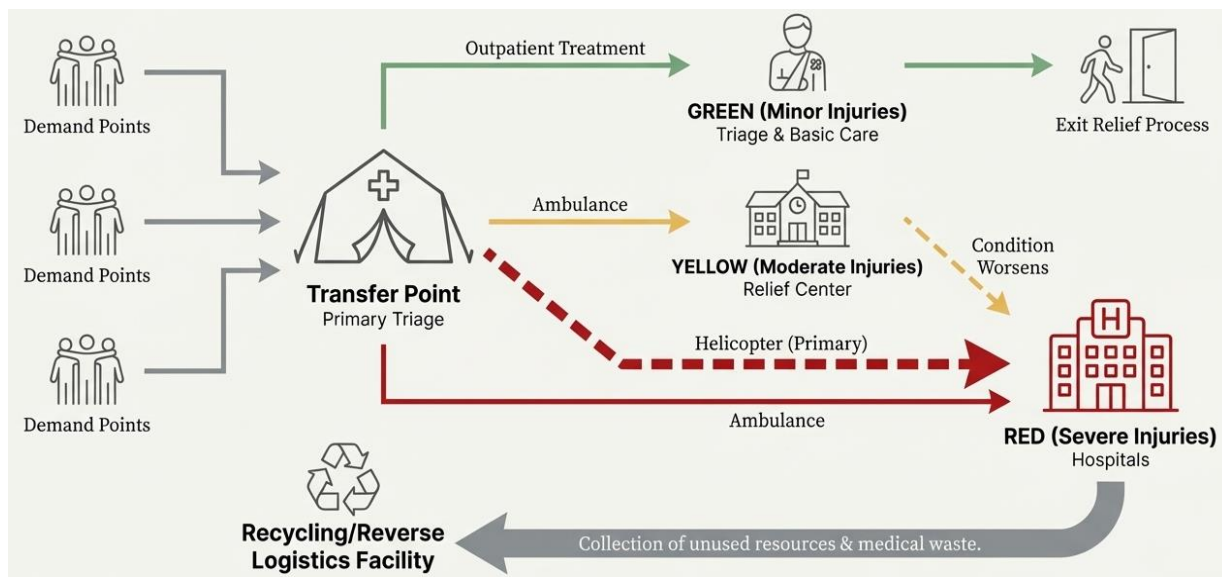 Demand Points
Demand Points
Demand Points
Transfer Point
Primary Triage
Outpatient Treatment
GREEN (Minor Injuries)
Triage & Basic Care
Exit Relief Process
Ambulance
YELLOW (Moderate Injuries)
Relief Center
Condition
Worsens
Helicopter (Primary)
Ambulance
H
RED (Severe Injuries)
Hospitals
Collection of unused resources & medical waste.
Recycling/Reverse
Logistics Facility